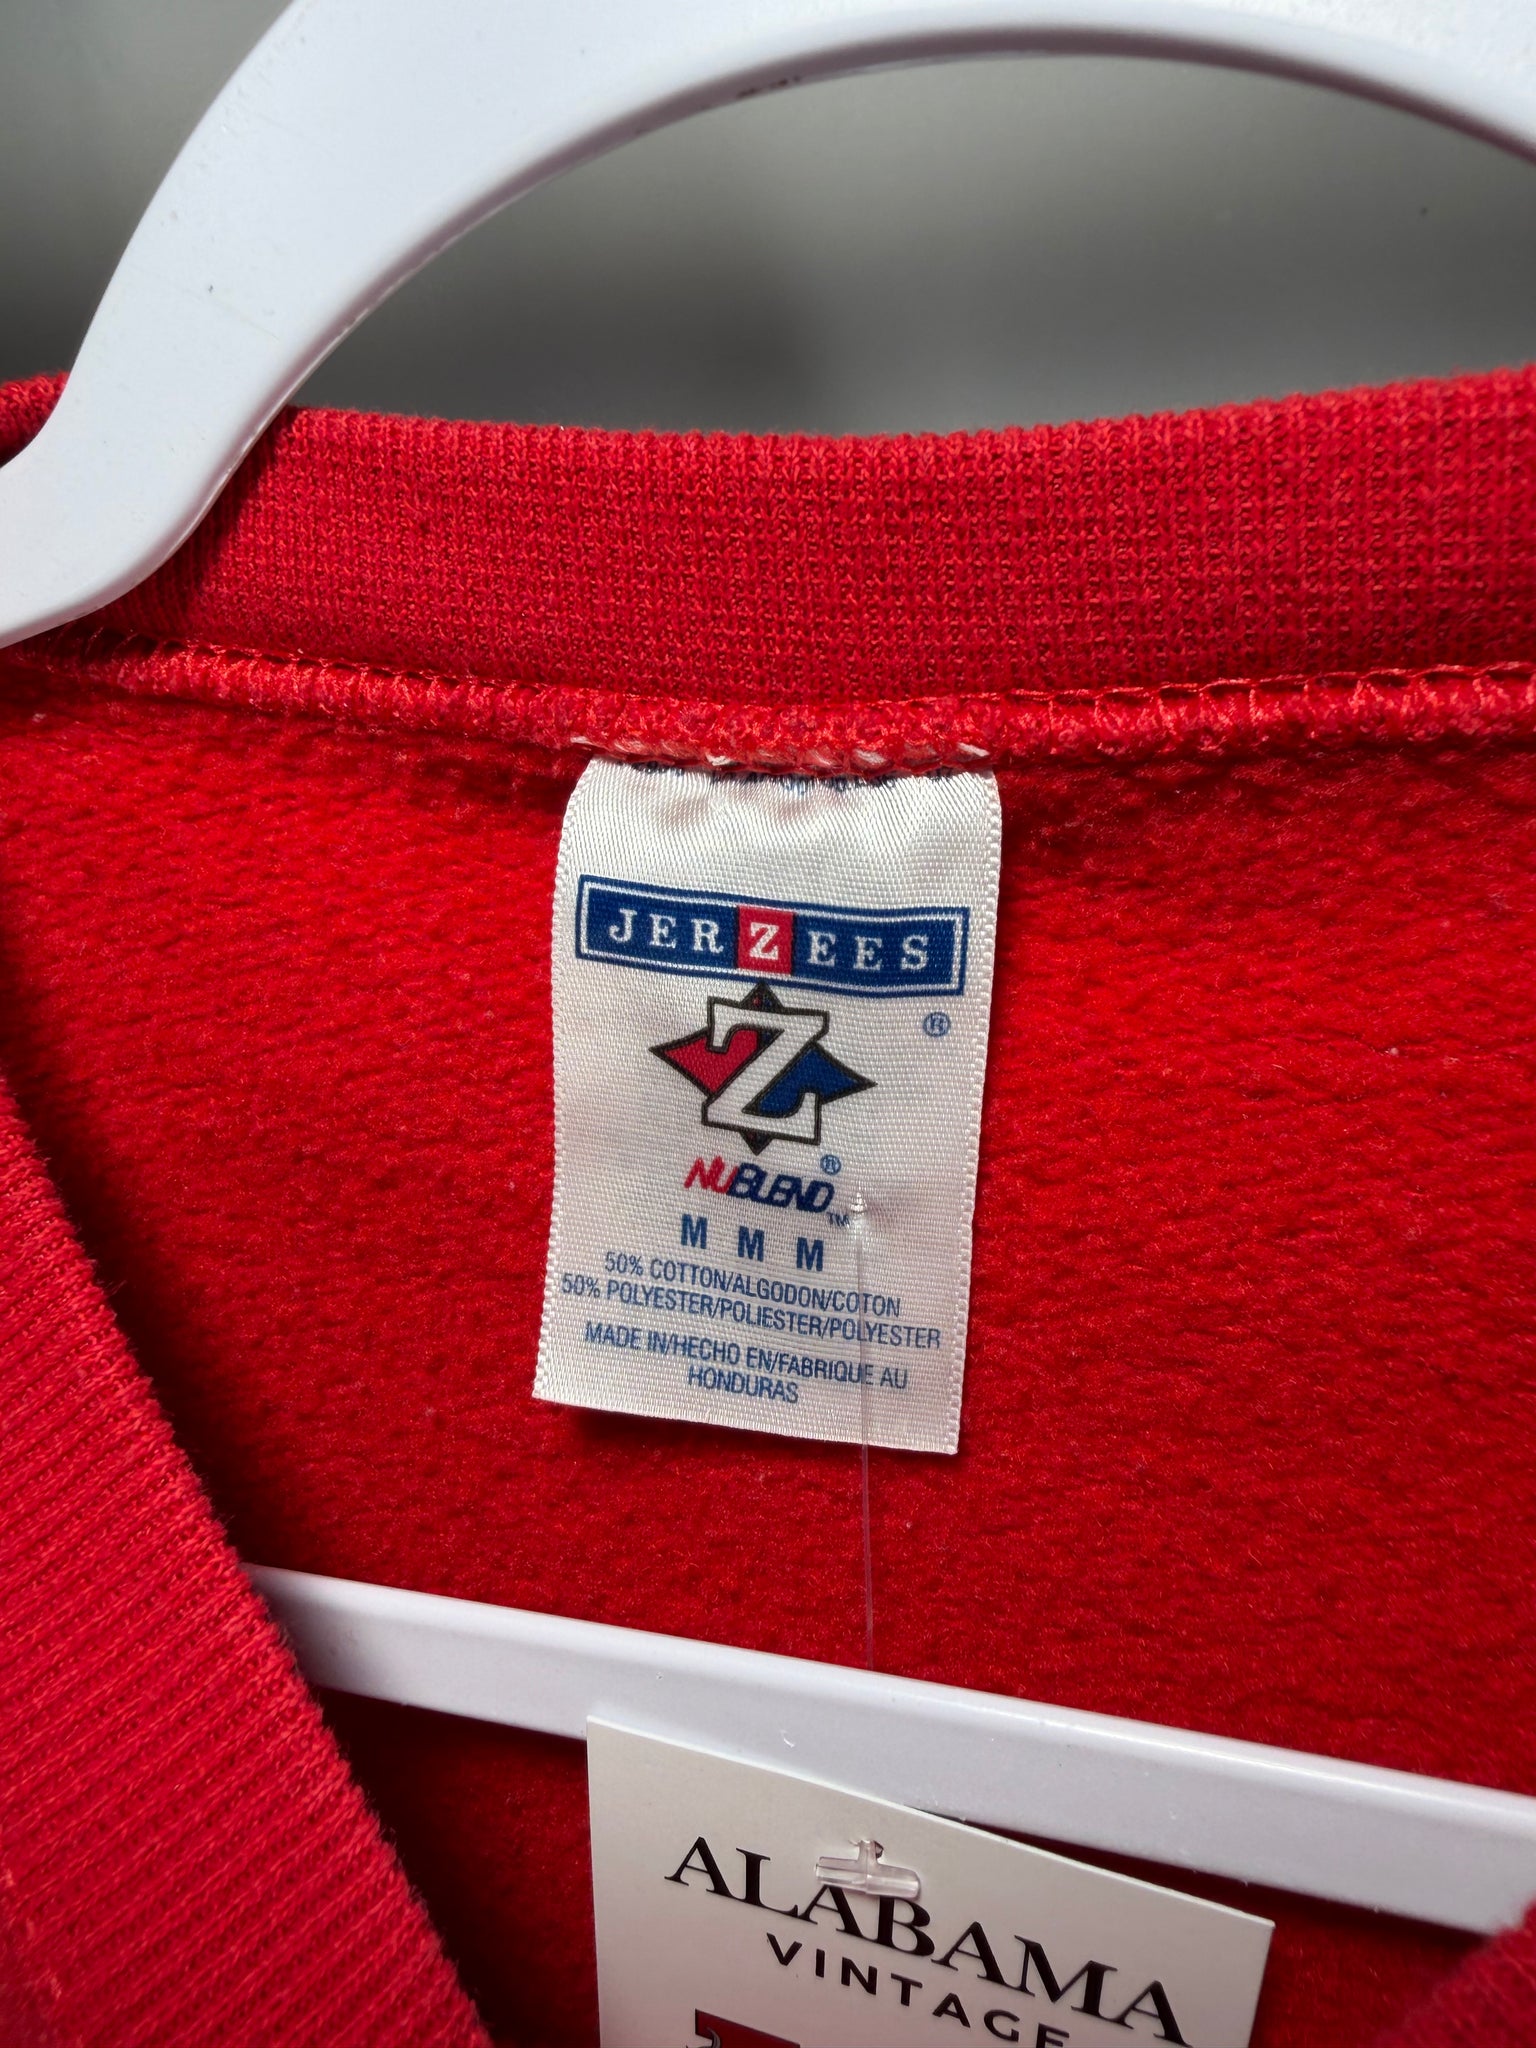 JERZEES
®
Z
®
NUBLEND
TM
M M M
50% COTTON/ALGODON/COTON
50% POLYESTER/POLIESTER/POLYESTER
MADE IN/HECHO EN/FABRIQUE AU
HONDURAS
ALABAMA
VINTAGE